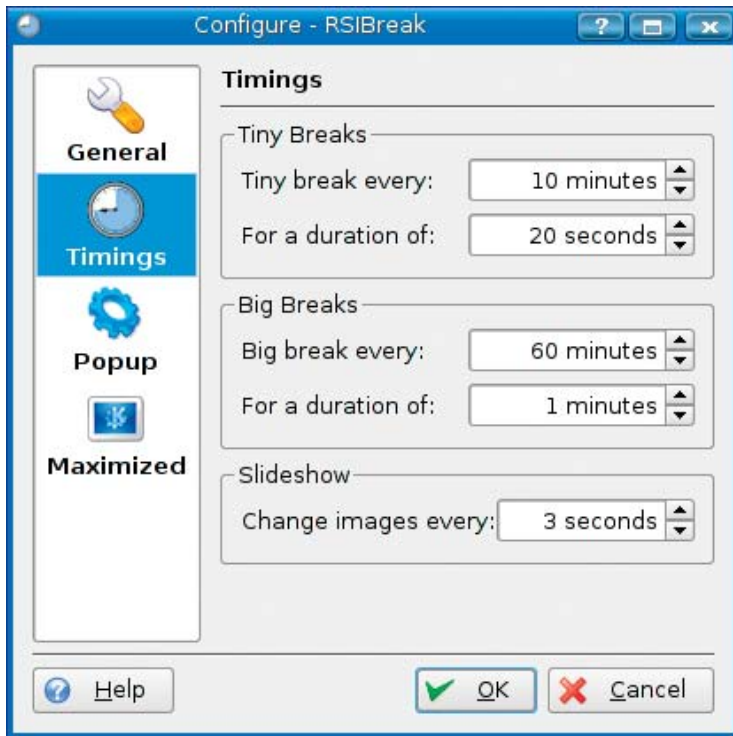 Configure - RSIBreak
General
Timings
Popup
Maximized
Timings
Tiny Breaks
Tiny break every: 10 minutes
For a duration of: 20 seconds
Big Breaks
Big break every: 60 minutes
For a duration of: 1 minutes
Slideshow
Change images every: 3 seconds
Help OK Cancel